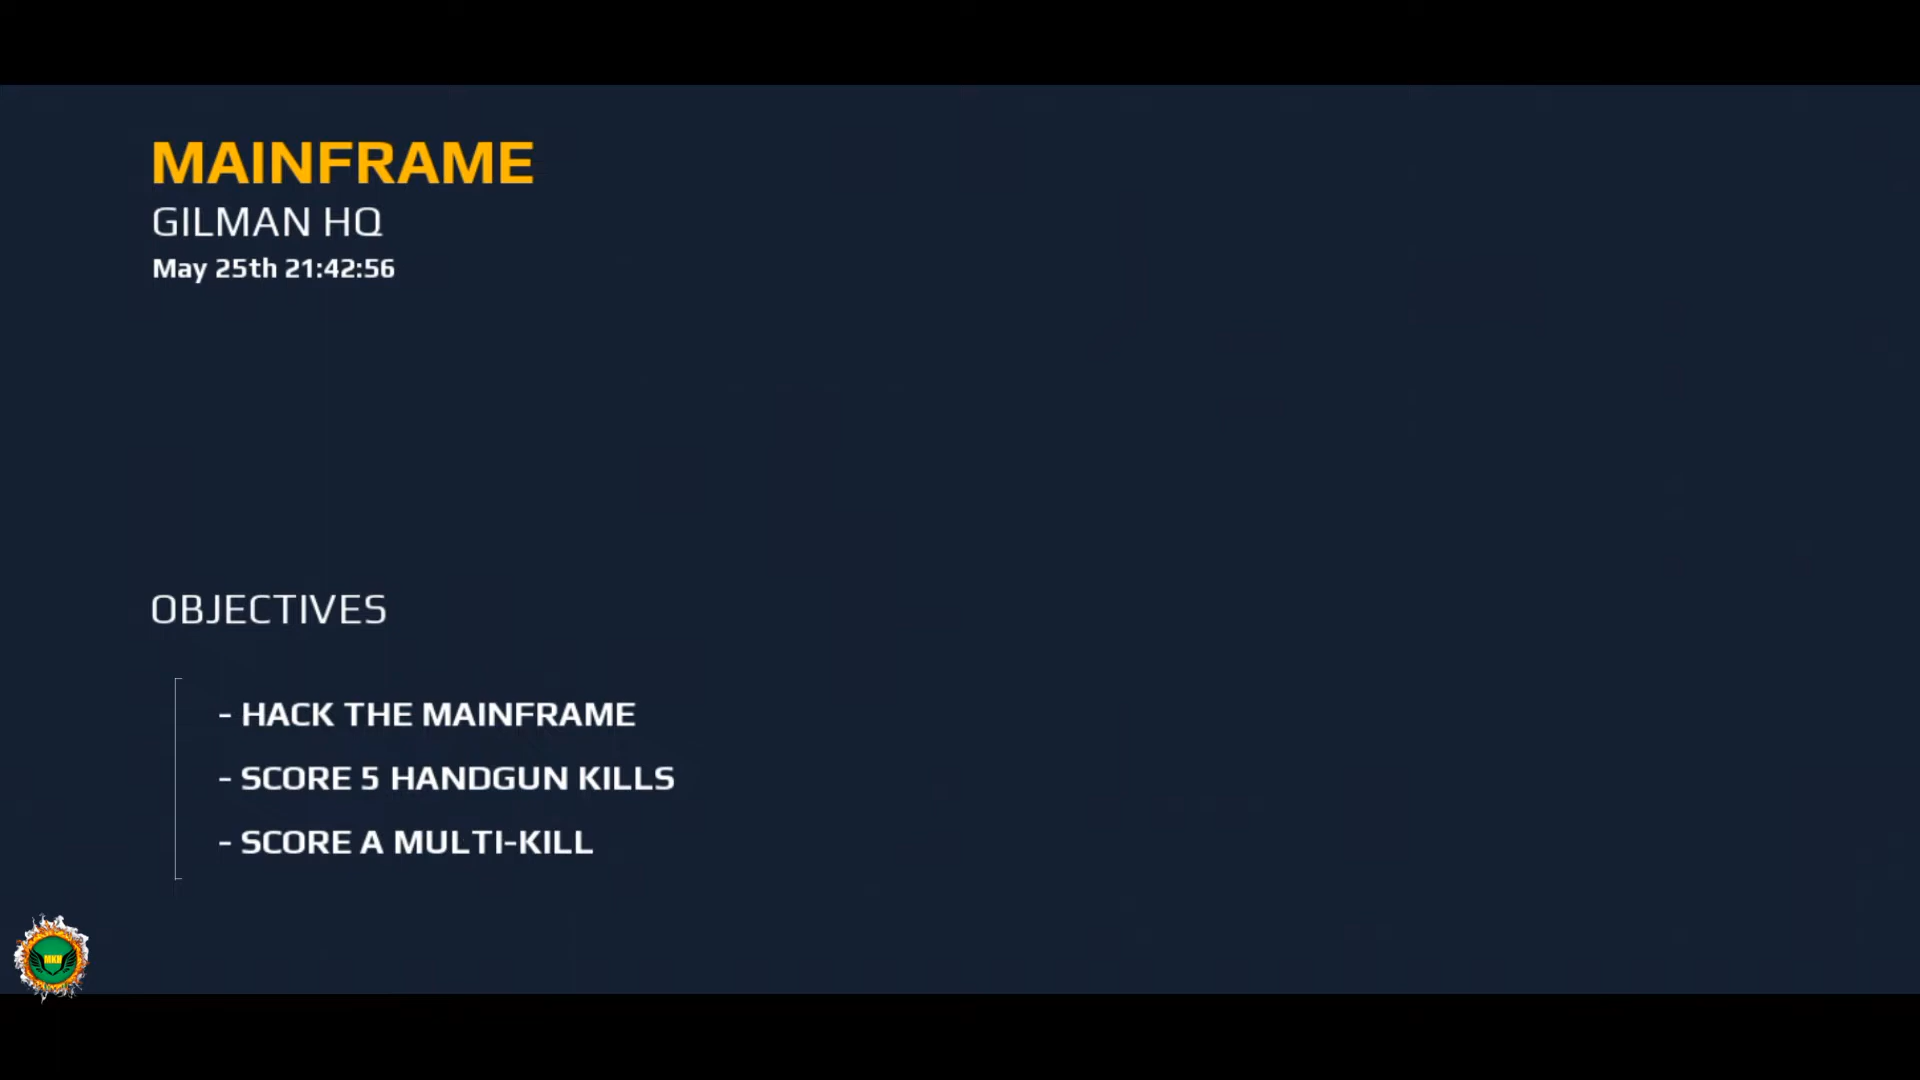 MAINFRAME
GILMAN HQ
May 25th 21:42:56
OBJECTIVES
- HACK THE MAINFRAME
- SCORE 5 HANDGUN KILLS
- SCORE A MULTI-KILL
MKH